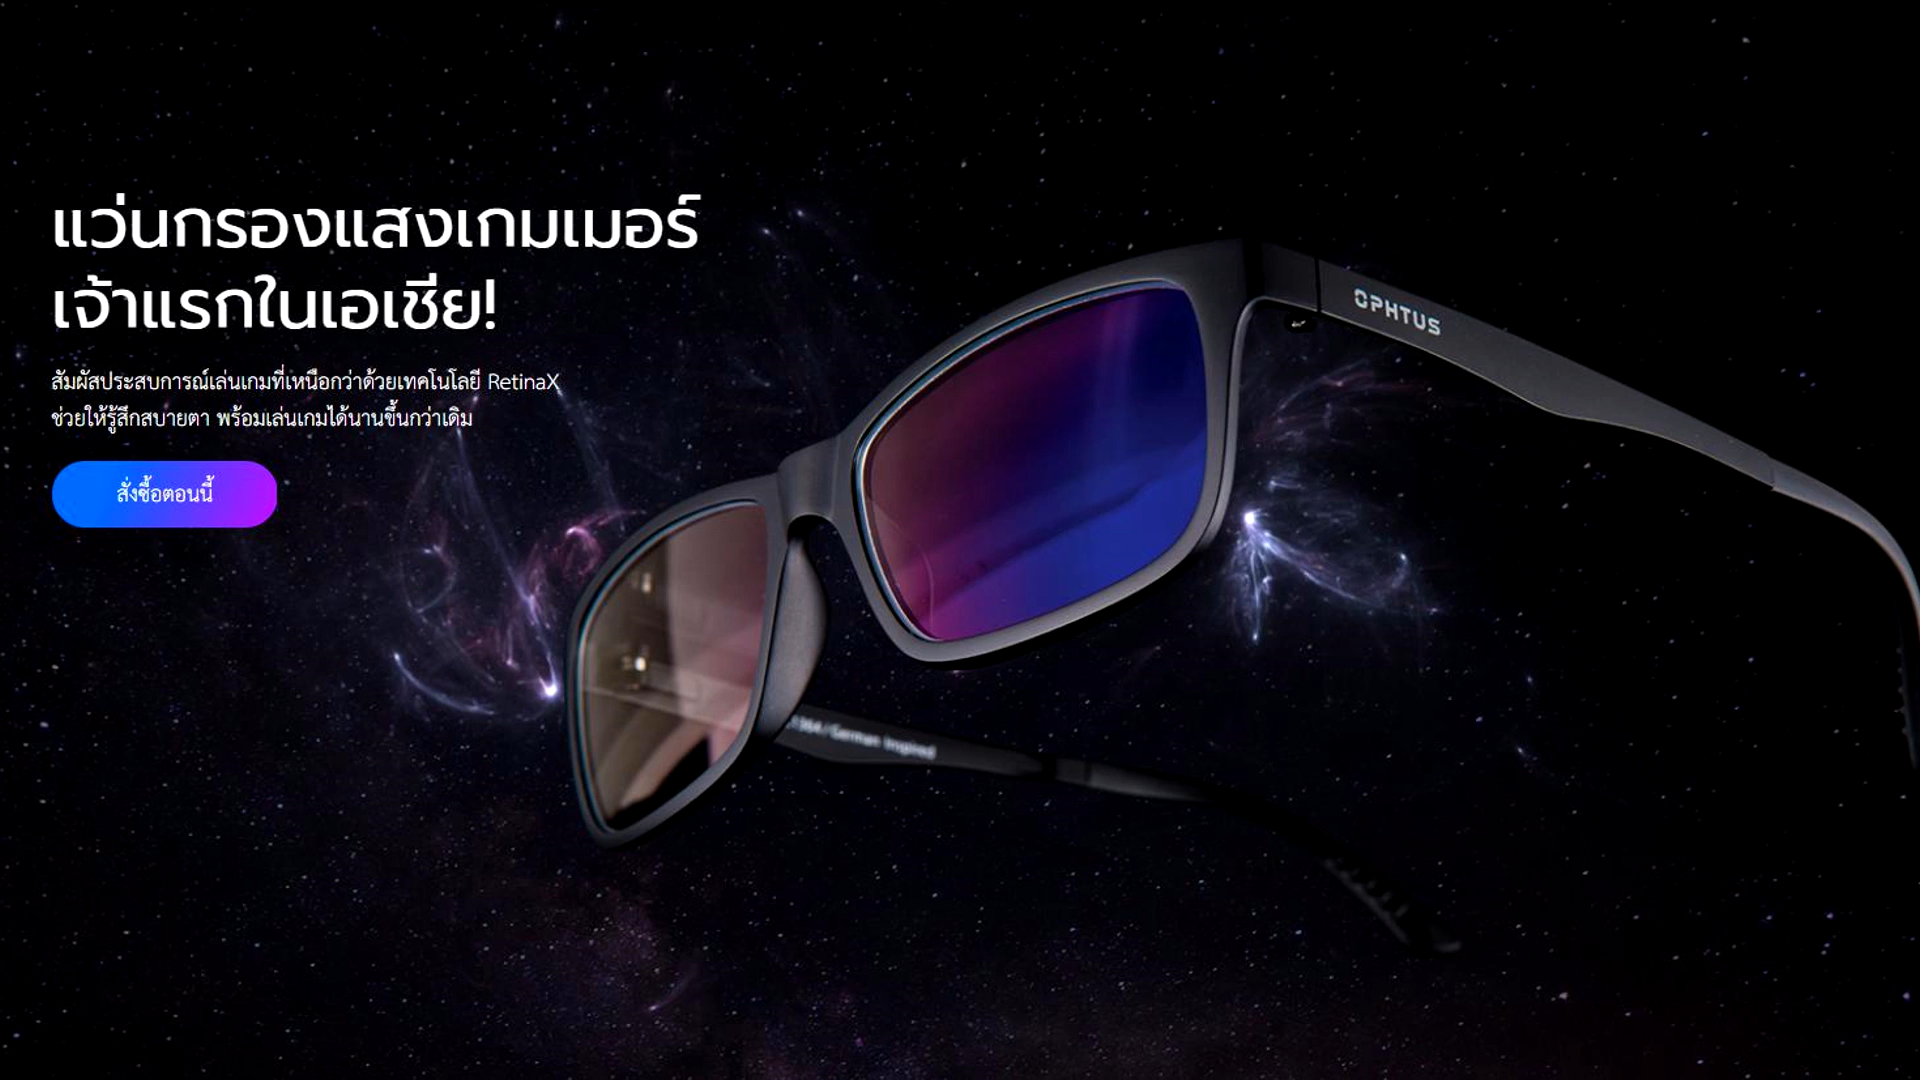 แว่นกรองแสงเกมเมอร์
เจ้าแรกในเอเชีย!
สัมผัสประสบการณ์เล่นเกมที่เหนือกว่าด้วยเทคโนโลยี RetinaX
ช่วยให้รู้สึกสบายตา พร้อมเล่นเกมได้นานขึ้นกว่าเดิม
สั่งซื้อตอนนี้
OPHTUS
German Inspired